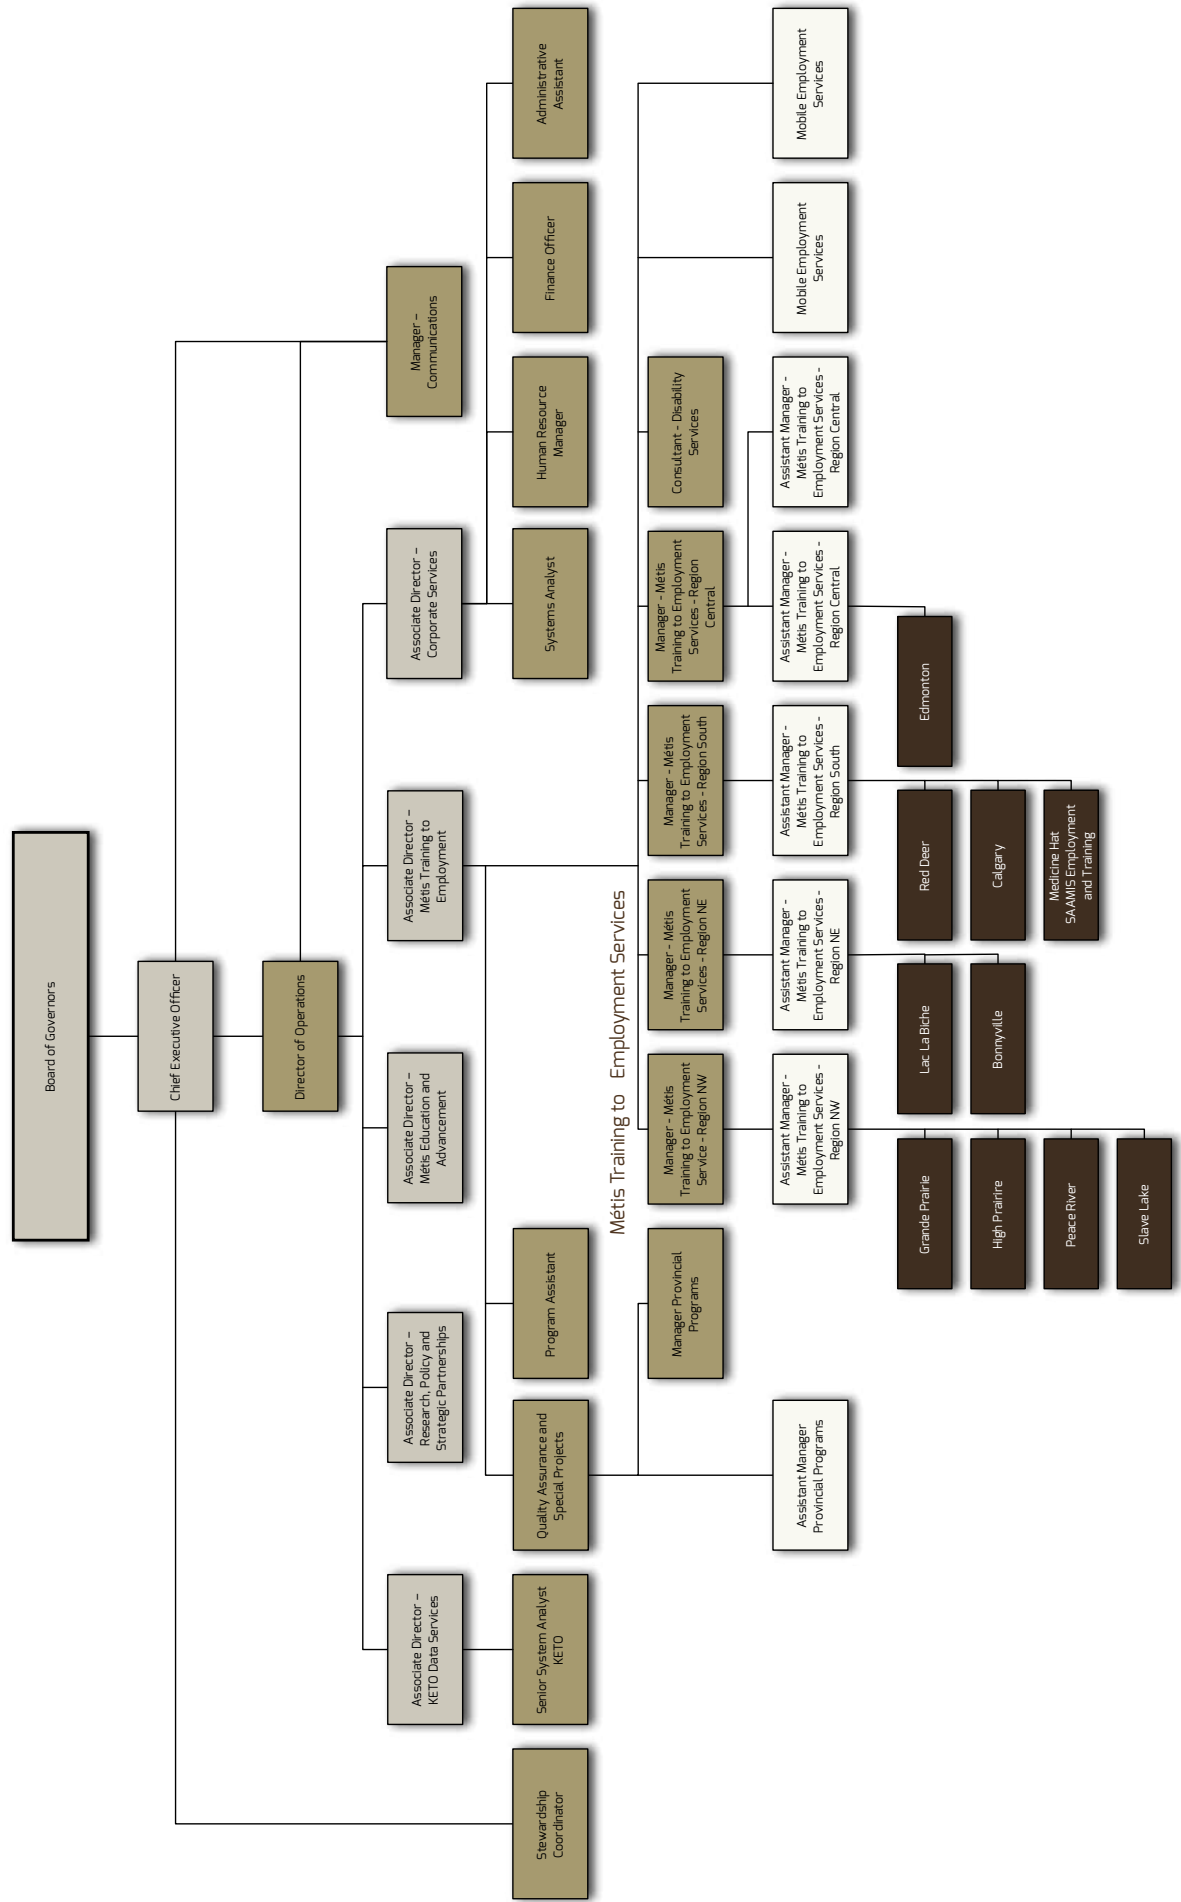 Board of Governors
Chief Executive Officer
Director of Operations
Associate Director –
KETO Data Services
Associate Director –
Research, Policy and
Strategic Partnerships
Associate Director –
Métis Education and
Advancement
Associate Director –
Métis Training to
Employment
Associate Director –
Corporate Services
Manager –
Communications
Stewardship
Coordinator
Senior System Analyst
KETO
Quality Assurance and
Special Projects
Program Assistant
Systems Analyst
Human Resource
Manager
Finance Officer
Administrative
Assistant
Métis Training to Employment Services
Manager Provincial
Programs
Manager - Métis
Training to Employment
Service - Region NW
Manager - Métis
Training to Employment
Services - Region NE
Manager - Métis
Training to Employment
Services - Region South
Manager - Métis
Training to Employment
Services - Region
Central
Consultant - Disability
Services
Assistant Manager
Provincial Programs
Assistant Manager -
Métis Training to
Employment Services -
Region NW
Assistant Manager -
Métis Training to
Employment Services -
Region NE
Assistant Manager -
Métis Training to
Employment Services -
Region South
Assistant Manager -
Métis Training to
Employment Services -
Region Central
Assistant Manager -
Métis Training to
Employment Services -
Region Central
Mobile Employment
Services
Mobile Employment
Services
Grande Prairie
High Prairire
Peace River
Slave Lake
Lac La Biche
Bonnyville
Red Deer
Calgary
Medicine Hat
SAAMIS Employment
and Training
Edmonton